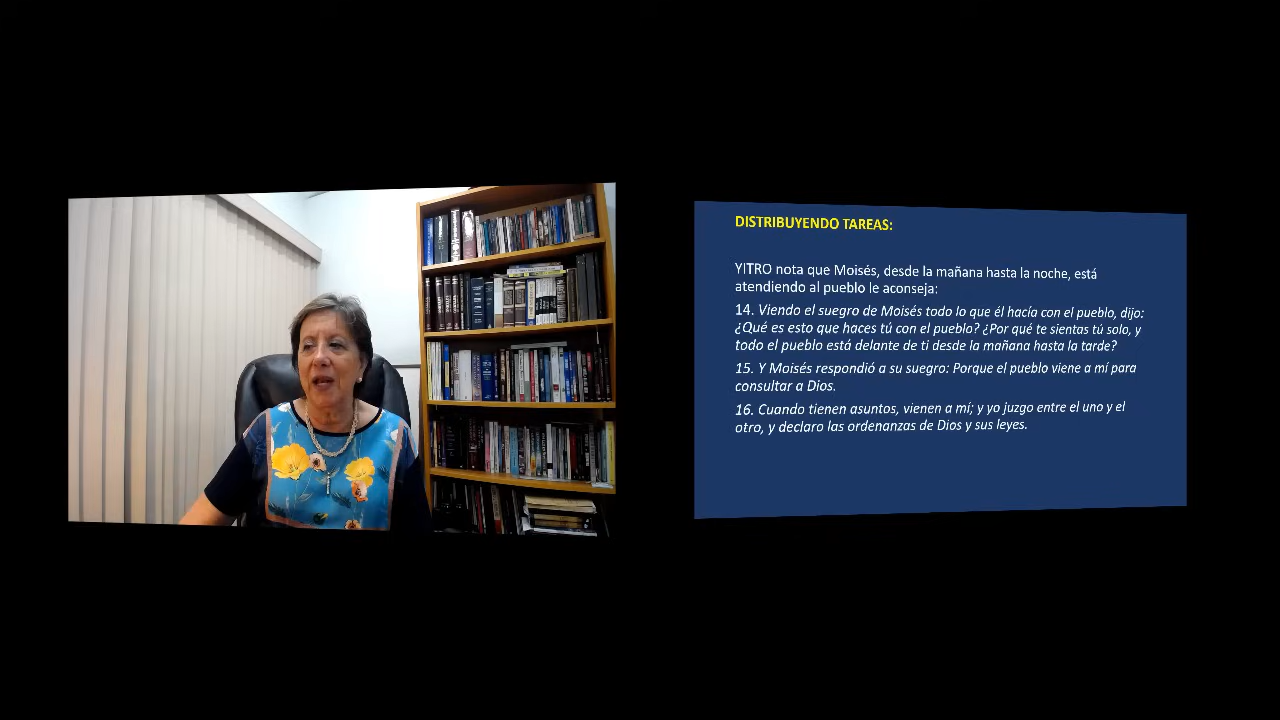 DISTRIBUYENDO TAREAS:
YITRO nota que Moisés, desde la mañana hasta la noche, está
atendiendo al pueblo le aconseja:
14. Viendo el suegro de Moisés todo lo que él hacía con el pueblo, dijo:
¿Qué es esto que haces tú con el pueblo? ¿Por qué te sientas tú solo, y
todo el pueblo está delante de ti desde la mañana hasta la tarde?
15. Y Moisés respondió a su suegro: Porque el pueblo viene a mí para
consultar a Dios.
16. Cuando tienen asuntos, vienen a mí; y yo juzgo entre el uno y el
otro, y declaro las ordenanzas de Dios y sus leyes.